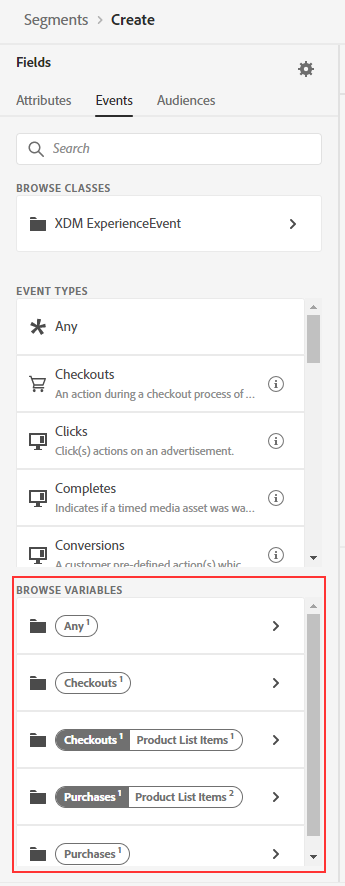 Segments > Create
Fields
Attributes Events Audiences
Search
BROWSE CLASSES
XDM ExperienceEvent
EVENT TYPES
Any
Checkouts
An action during a checkout process of ...
Clicks
Click(s) actions on an advertisement.
Completes
Indicates if a timed media asset was wa...
Conversions
A customer pre-defined action(s) whic
BROWSE VARIABLES
Any 1
Checkouts 1
Checkouts 1 Product List Items 1
Purchases 1 Product List Items 2
Purchases 1